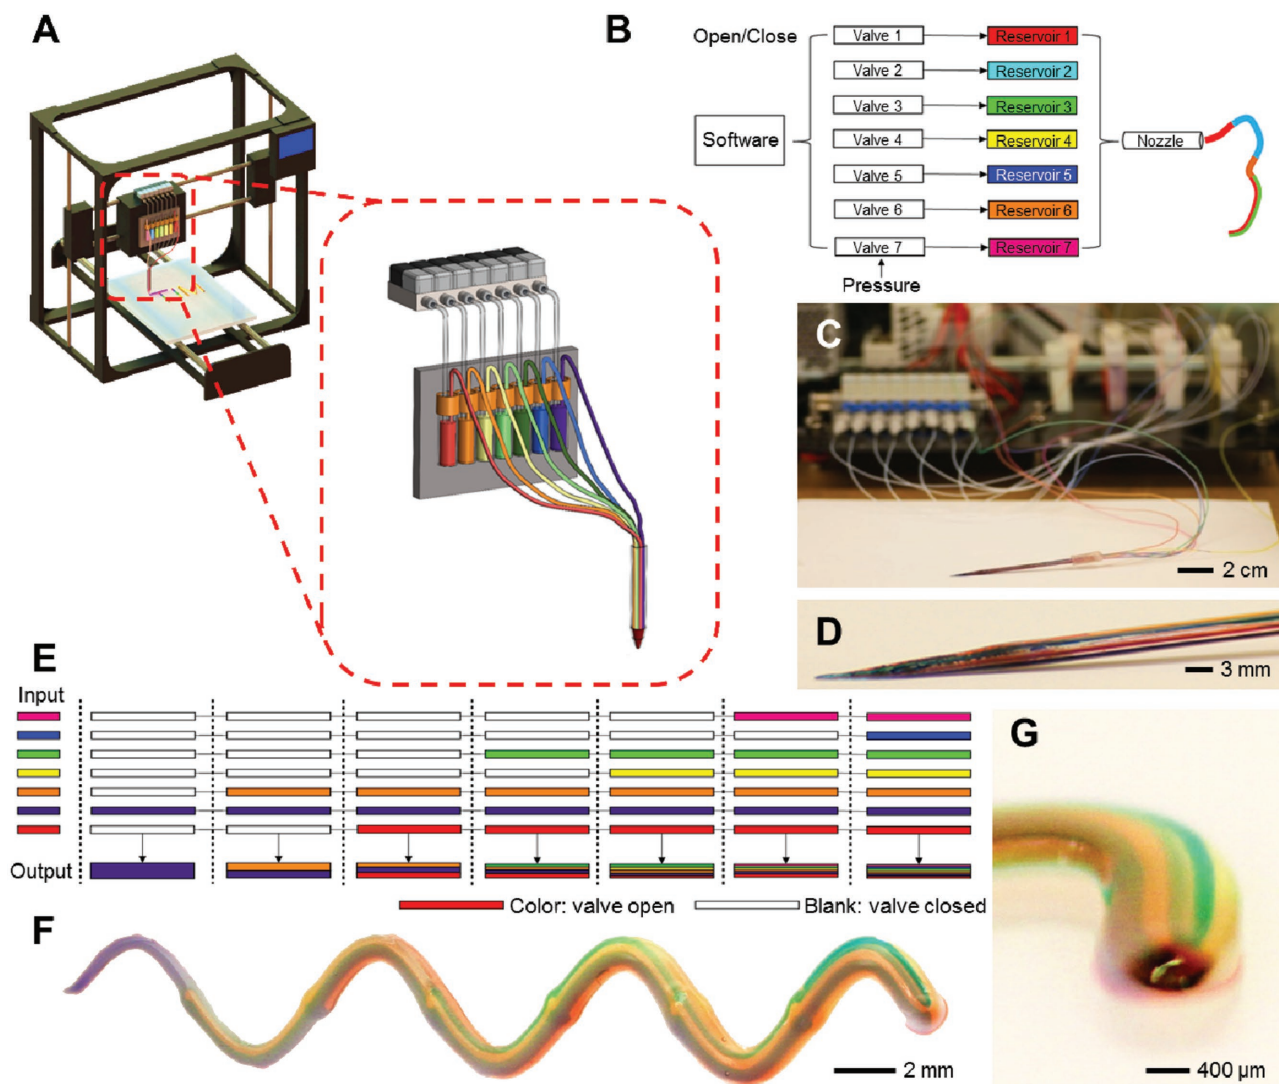 A
B
Open/Close
Valve 1
Reservoir 1
Valve 2
Reservoir 2
Valve 3
Reservoir 3
Software
Valve 4
Reservoir 4
Nozzle
Valve 5
Reservoir 5
Valve 6
Reservoir 6
Valve 7
Reservoir 7
Pressure
C
2 cm
D
3 mm
E
Input
Output
Color: valve open
Blank: valve closed
F
2 mm
G
400 µm